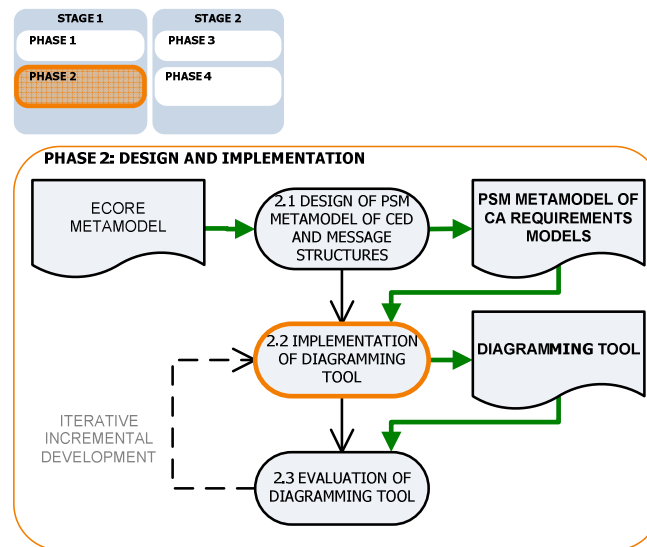 STAGE 1
STAGE 2
PHASE 1
PHASE 3
PHASE 2
PHASE 4
PHASE 2: DESIGN AND IMPLEMENTATION
ECORE
METAMODEL
2.1 DESIGN OF PSM
METAMODEL OF CED
AND MESSAGE
STRUCTURES
PSM METAMODEL OF
CA REQUIREMENTS
MODELS
2.2 IMPLEMENTATION
OF DIAGRAMMING
TOOL
DIAGRAMMING TOOL
ITERATIVE
INCREMENTAL
DEVELOPMENT
2.3 EVALUATION OF
DIAGRAMMING TOOL